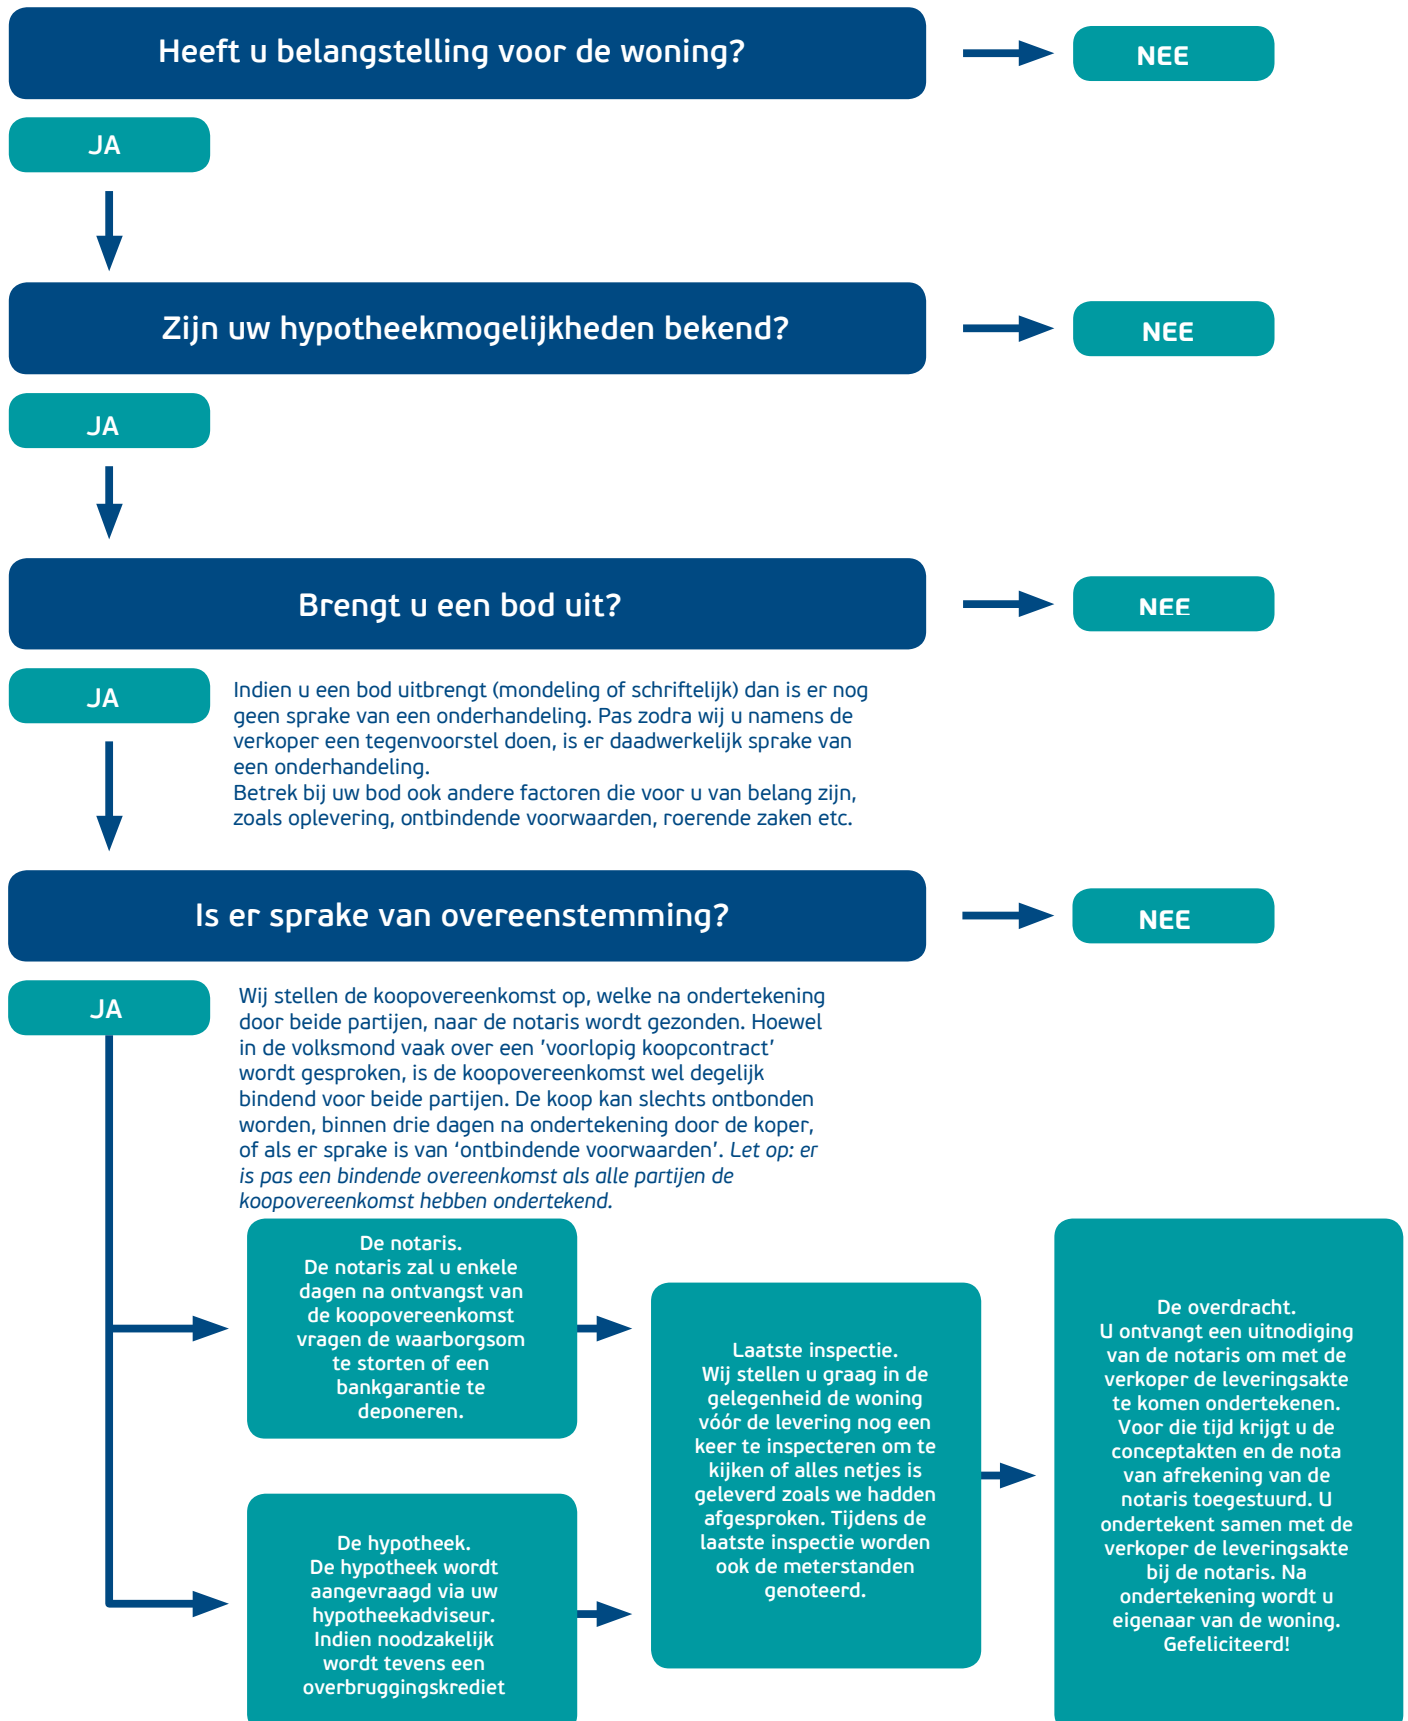 Heeft u belangstelling voor de woning?
NEE
JA
Zijn uw hypotheekmogelijkheden bekend?
NEE
JA
Brengt u een bod uit?
NEE
JA
Indien u een bod uitbrengt (mondeling of schriftelijk) dan is er nog
geen sprake van een onderhandeling. Pas zodra wij u namens de
verkoper een tegenvoorstel doen, is er daadwerkelijk sprake van
een onderhandeling.
Betrek bij uw bod ook andere factoren die voor u van belang zijn,
zoals oplevering, ontbindende voorwaarden, roerende zaken etc.
Is er sprake van overeenstemming?
NEE
JA
Wij stellen de koopovereenkomst op, welke na ondertekening
door beide partijen, naar de notaris wordt gezonden. Hoewel
in de volksmond vaak over een ’voorlopig koopcontract’
wordt gesproken, is de koopovereenkomst wel degelijk
bindend voor beide partijen. De koop kan slechts ontbonden
worden, binnen drie dagen na ondertekening door de koper,
of als er sprake is van ‘ontbindende voorwaarden’. Let op: er
is pas een bindende overeenkomst als alle partijen de
koopovereenkomst hebben ondertekend.
De notaris.
De notaris zal u enkele
dagen na ontvangst van
de koopovereenkomst
vragen de waarborgsom
te storten of een
bankgarantie te
deponeren.
De hypotheek.
De hypotheek wordt
aangevraagd via uw
hypotheekadviseur.
Indien noodzakelijk
wordt tevens een
overbruggingskrediet
Laatste inspectie.
Wij stellen u graag in de
gelegenheid de woning
vóór de levering nog een
keer te inspecteren om te
kijken of alles netjes is
geleverd zoals we hadden
afgesproken. Tijdens de
laatste inspectie worden
ook de meterstanden
genoteerd.
De overdracht.
U ontvangt een uitnodiging
van de notaris om met de
verkoper de leveringsakte
te komen ondertekenen.
Voor die tijd krijgt u de
conceptakten en de nota
van afrekening van de
notaris toegestuurd. U
ondertekent samen met de
verkoper de leveringsakte
bij de notaris. Na
ondertekening wordt u
eigenaar van de woning.
Gefeliciteerd!